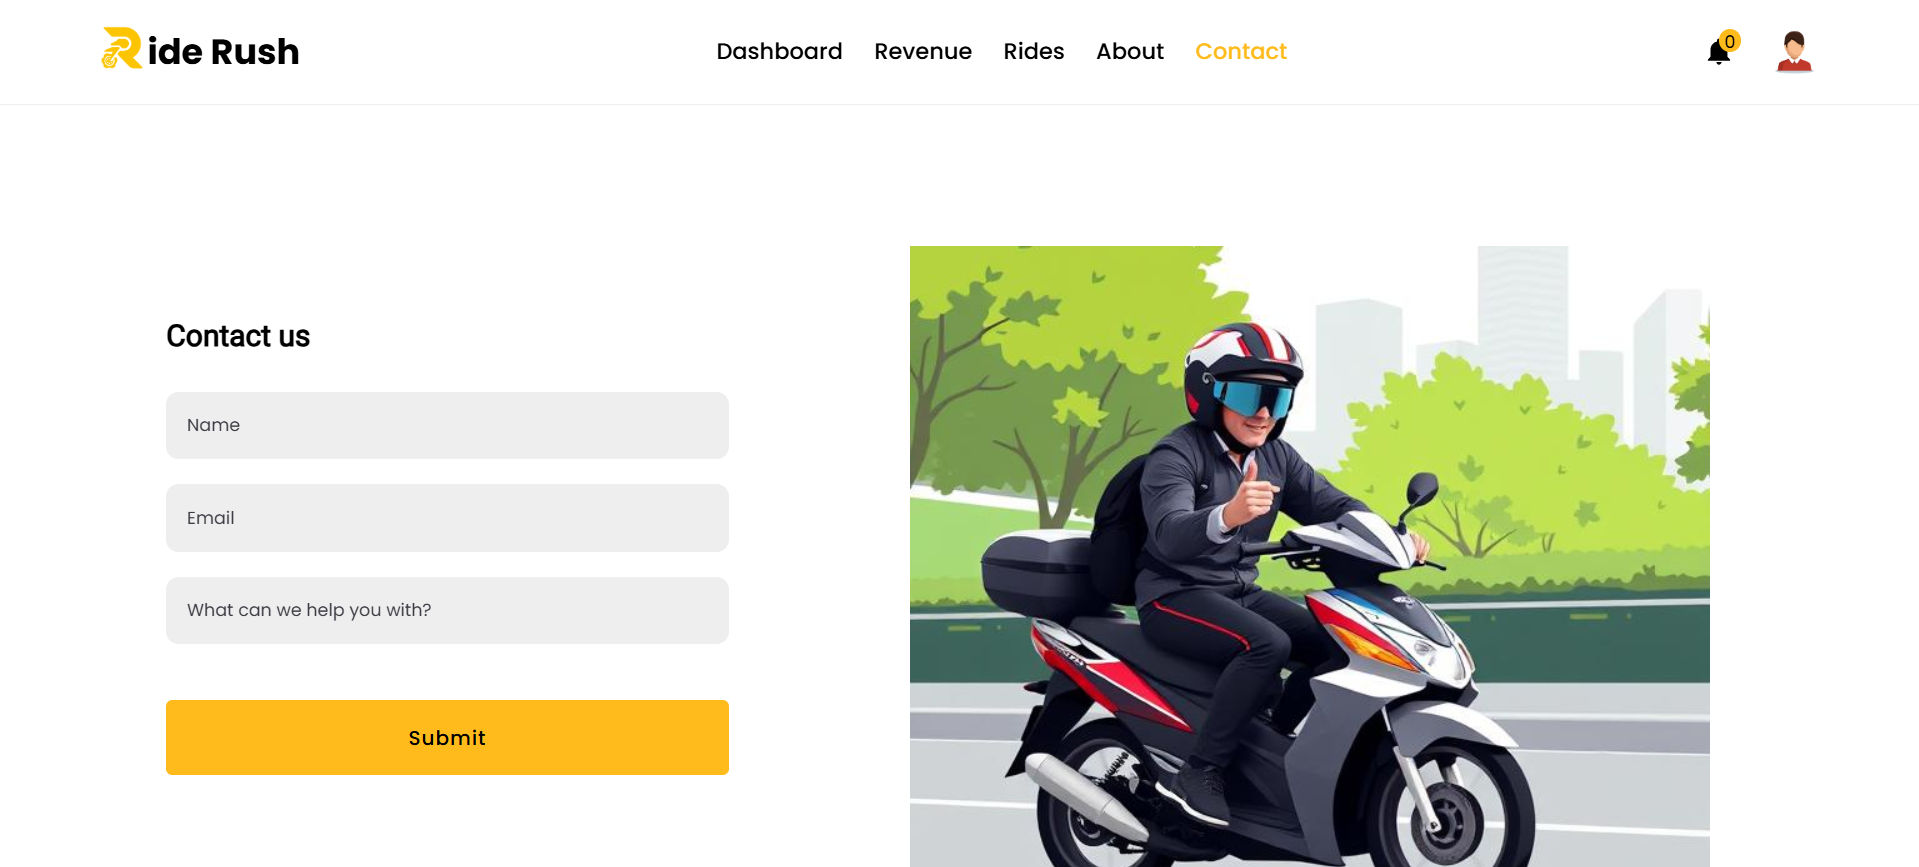 Ride Rush
Dashboard Revenue Rides About Contact
0
Contact us
Name
Email
What can we help you with?
Submit